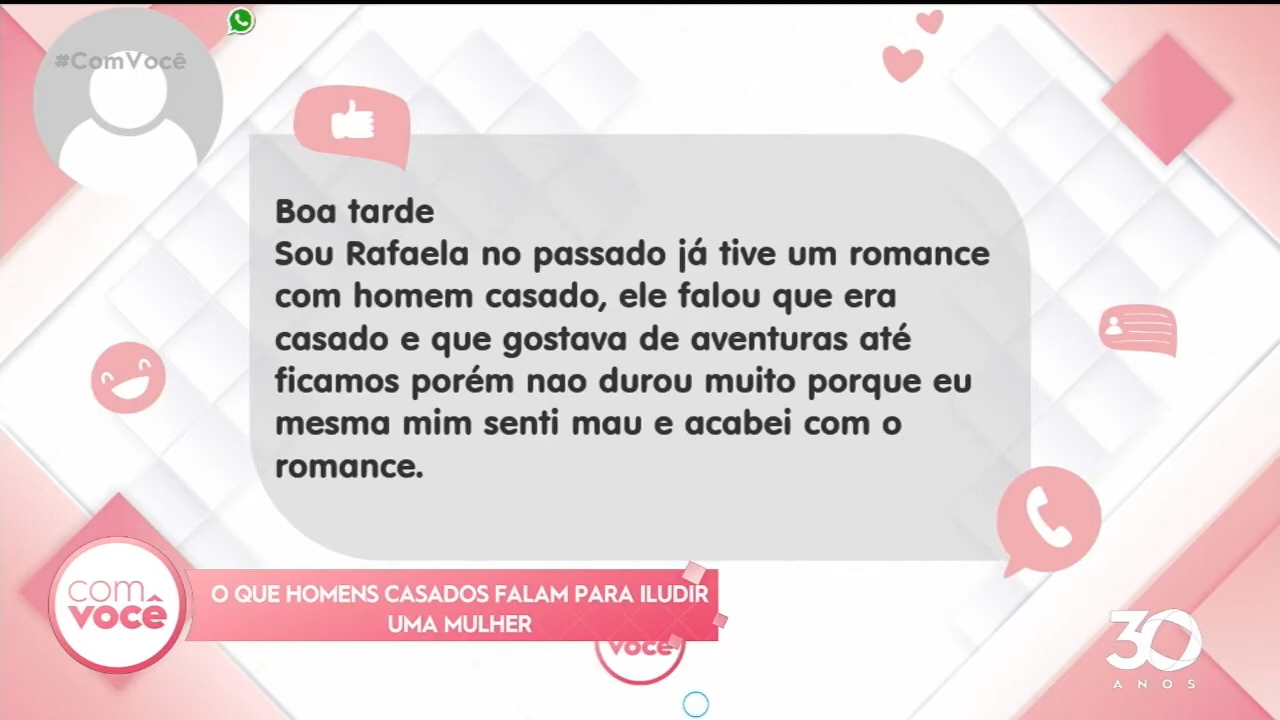 #ComVocê
Boa tarde
Sou Rafaela no passado já tive um romance
com homem casado, ele falou que era
casado e que gostava de aventuras até
ficamos porém nao durou muito porque eu
mesma mim senti mau e acabei com o
romance.
com
você
O QUE HOMENS CASADOS FALAM PARA ILUDIR
UMA MULHER
você
30
ANOS